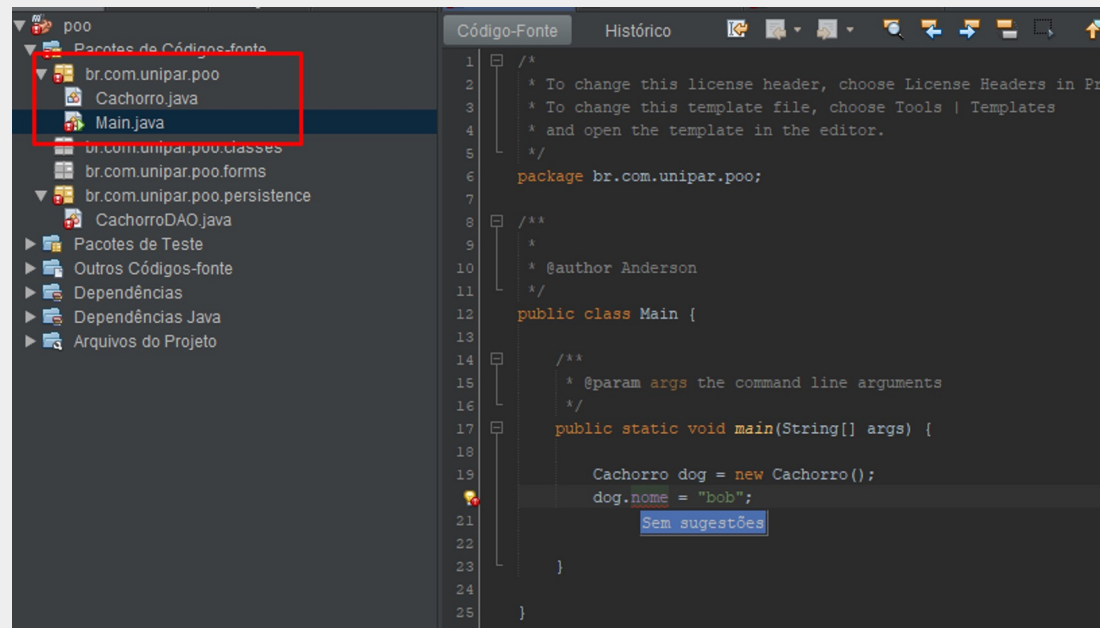 poo
Pacotes de Códigos-fonte
br.com.unipar.poo
Cachorro.java
Main.java
br.com.unipar.poo.classes
br.com.unipar.poo.forms
br.com.unipar.poo.persistence
CachorroDAO.java
Pacotes de Teste
Outros Códigos-fonte
Dependências
Dependências Java
Arquivos do Projeto
Código-Fonte Histórico
1 /*
2 * To change this license header, choose License Headers in Pr
3 * To change this template file, choose Tools | Templates
4 * and open the template in the editor.
5 */
6 package br.com.unipar.poo;
7
8 /**
9 *
10 * @author Anderson
11 */
12 public class Main {
13
14 /**
15 * @param args the command line arguments
16 */
17 public static void main(String[] args) {
18
19 Cachorro dog = new Cachorro();
dog.nome = "bob";
21 Sem sugestões
22
23 }
24
25 }